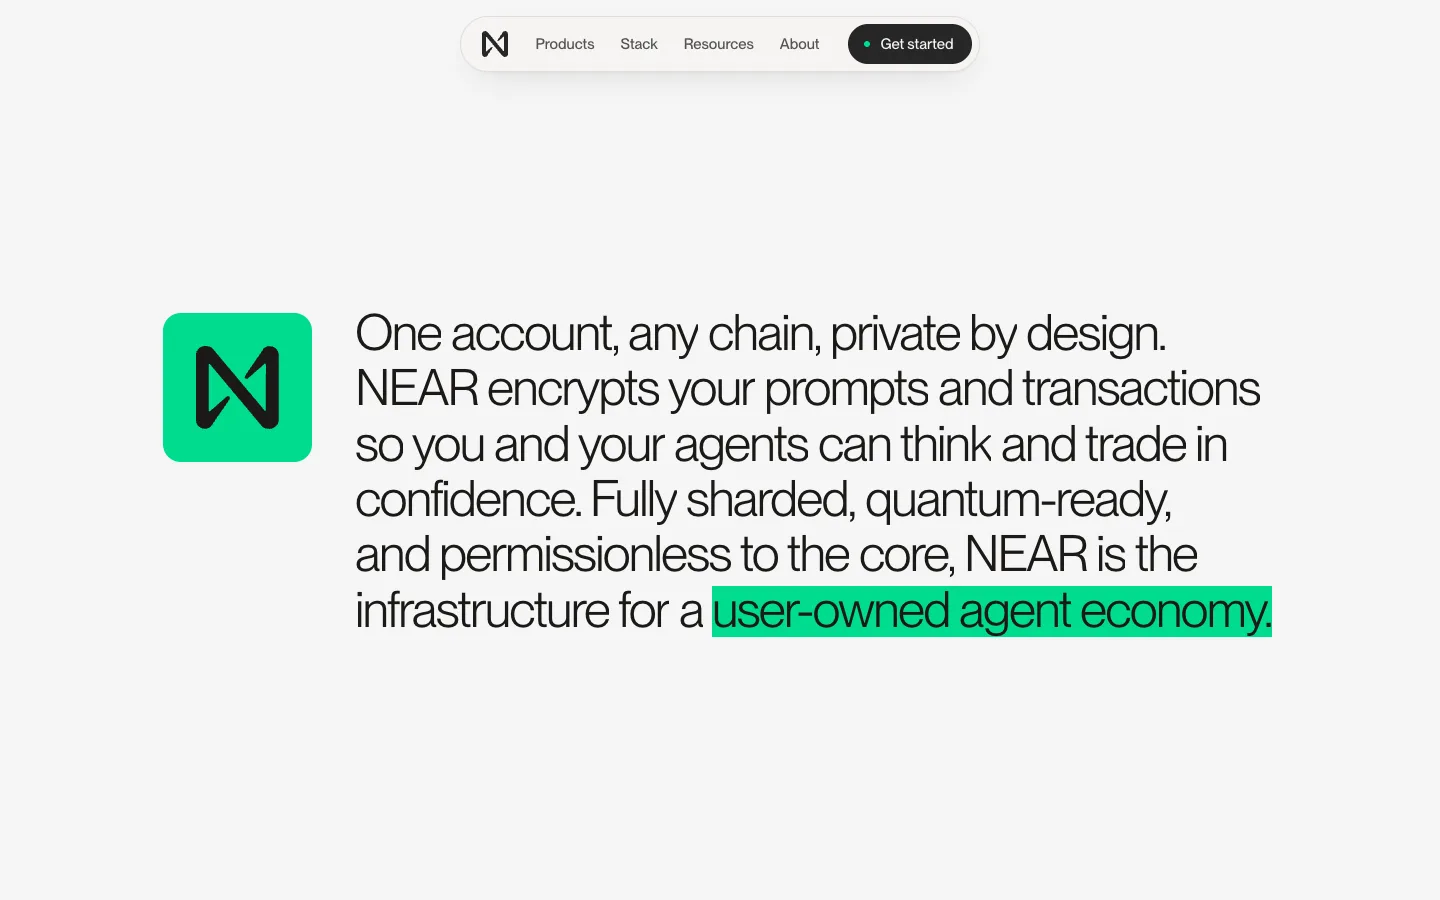 Products Stack Resources About Get started
One account, any chain, private by design.
NEAR encrypts your prompts and transactions
so you and your agents can think and trade in
confidence. Fully sharded, quantum-ready,
and permissionless to the core, NEAR is the
infrastructure for a user-owned agent economy.